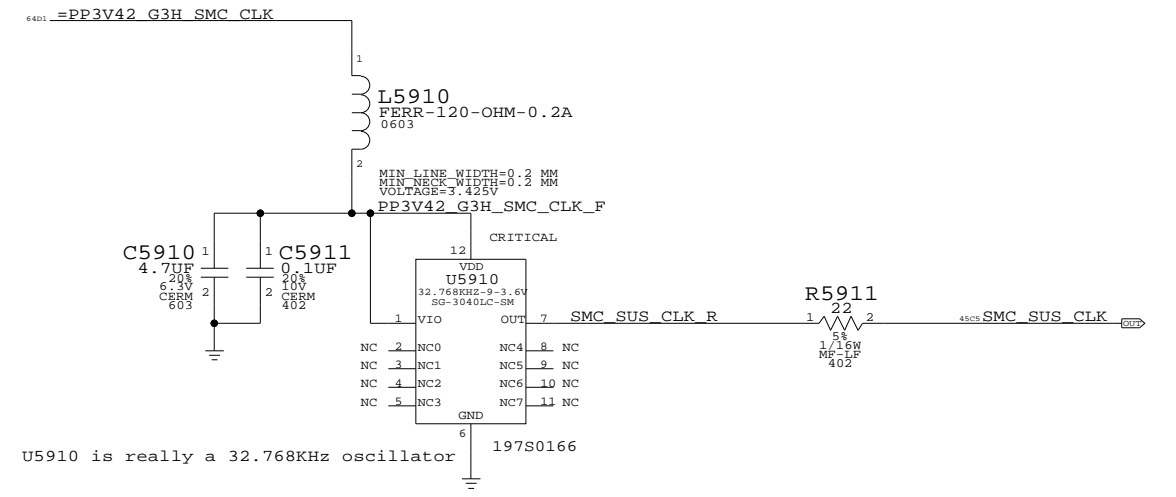 64D1 =PP3V42_G3H_SMC_CLK
1
L5910
FERR-120-OHM-0.2A
0603
2
MIN_LINE_WIDTH=0.2 MM
MIN_NECK_WIDTH=0.2 MM
VOLTAGE=3.425V
PP3V42_G3H_SMC_CLK_F
CRITICAL
C5910 1
4.7UF
20%
6.3V
CERM
603
2
1 C5911
0.1UF
20%
10V
CERM
402
2
12
VDD
U5910
32.768KHZ-9-3.6V
SG-3040LC-SM
1 VIO OUT 7 SMC_SUS_CLK_R
R5911
22
1 2
5%
1/16W
MF-LF
402
45C5 SMC_SUS_CLK OUT
NC 2 NC0 NC4 8 NC
NC 3 NC1 NC5 9 NC
NC 4 NC2 NC6 10 NC
NC 5 NC3 NC7 11 NC
GND
6
197S0166
U5910 is really a 32.768KHz oscillator